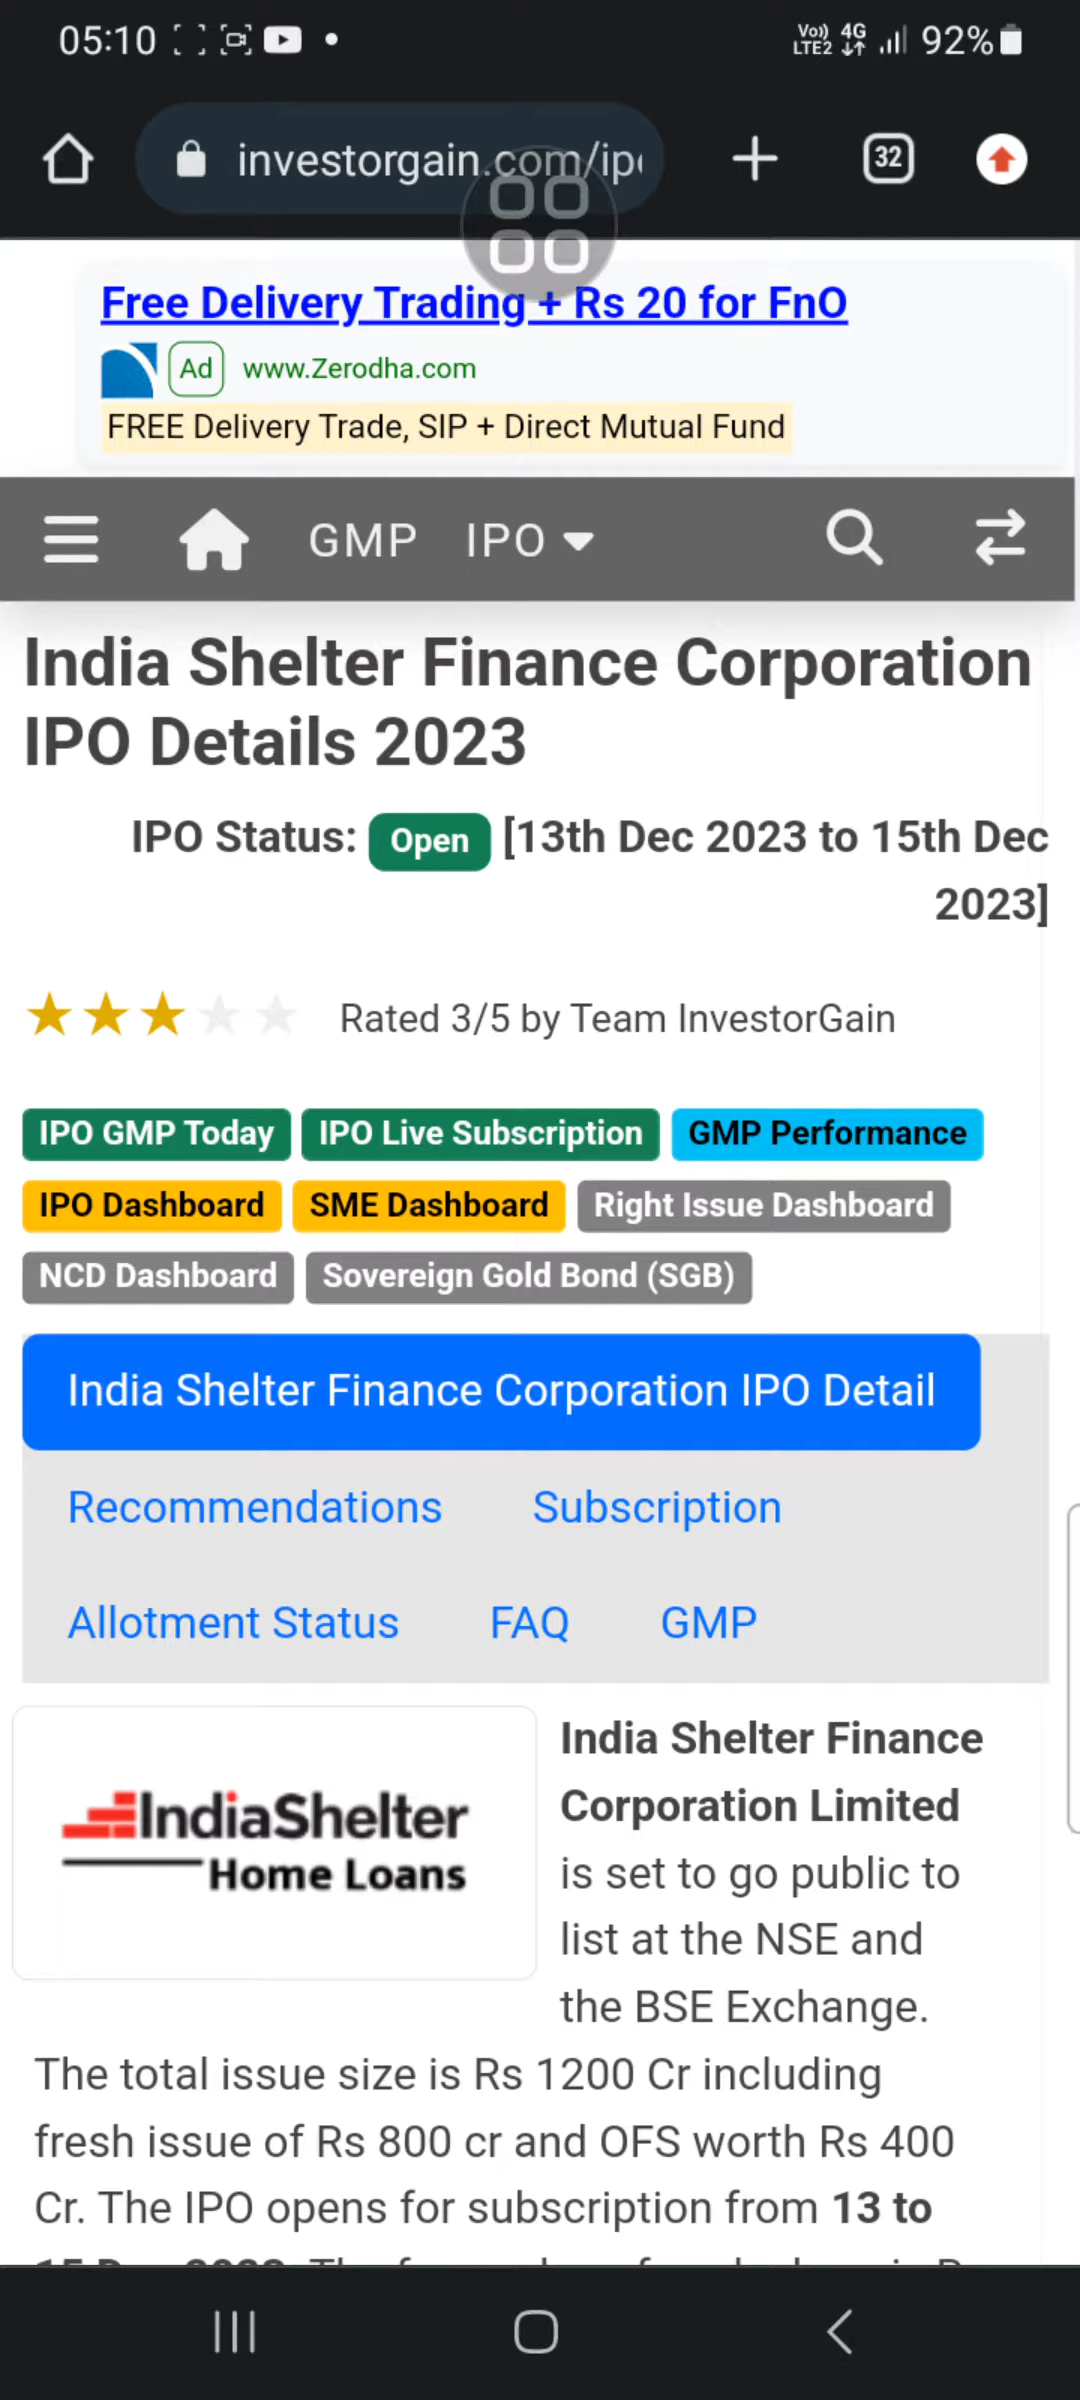 05:10
Vo)) 4G
LTE2
92%
investorgain.com/ip
32
Free Delivery Trading + Rs 20 for FnO
Ad www.Zerodha.com
FREE Delivery Trade, SIP + Direct Mutual Fund
GMP IPO
India Shelter Finance Corporation
IPO Details 2023
IPO Status: Open [13th Dec 2023 to 15th Dec
2023]
Rated 3/5 by Team InvestorGain
IPO GMP Today IPO Live Subscription GMP Performance
IPO Dashboard SME Dashboard Right Issue Dashboard
NCD Dashboard Sovereign Gold Bond (SGB)
India Shelter Finance Corporation IPO Detail
Recommendations Subscription
Allotment Status FAQ GMP
IndiaShelter
Home Loans
India Shelter Finance
Corporation Limited
is set to go public to
list at the NSE and
the BSE Exchange.
The total issue size is Rs 1200 Cr including
fresh issue of Rs 800 cr and OFS worth Rs 400
Cr. The IPO opens for subscription from 13 to